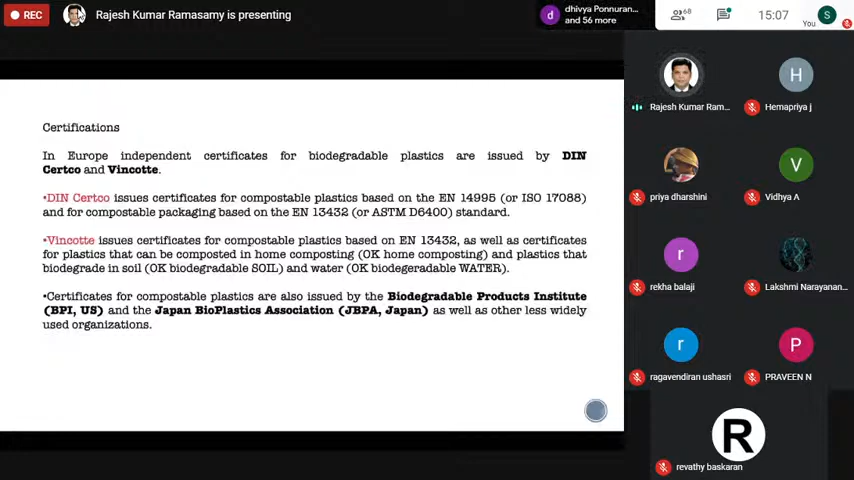 REC
Rajesh Kumar Ramasamy is presenting
d
dhivya Ponnuran...
and 56 more
68
15:07
You
S
Certifications
In Europe independent certificates for biodegradable plastics are issued by DIN
Certco and Vincotte.
•DIN Certco issues certificates for compostable plastics based on the EN 14995 (or ISO 17088)
and for compostable packaging based on the EN 13432 (or ASTM D6400) standard.
•Vincotte issues certificates for compostable plastics based on EN 13432, as well as certificates
for plastics that can be composted in home composting (OK home composting) and plastics that
biodegrade in soil (OK biodegradable SOIL) and water (OK biodegeradable WATER).
•Certificates for compostable plastics are also issued by the Biodegradable Products Institute
(BPI, US) and the Japan BioPlastics Association (JBPA, Japan) as well as other less widely
used organizations.
Rajesh Kumar Ram...
H
Hemapriya j
priya dharshini
V
Vidhya A
r
rekha balaji
Lakshmi Narayanan...
r
ragavendiran ushasri
P
PRAVEEN N
R
revathy baskaran